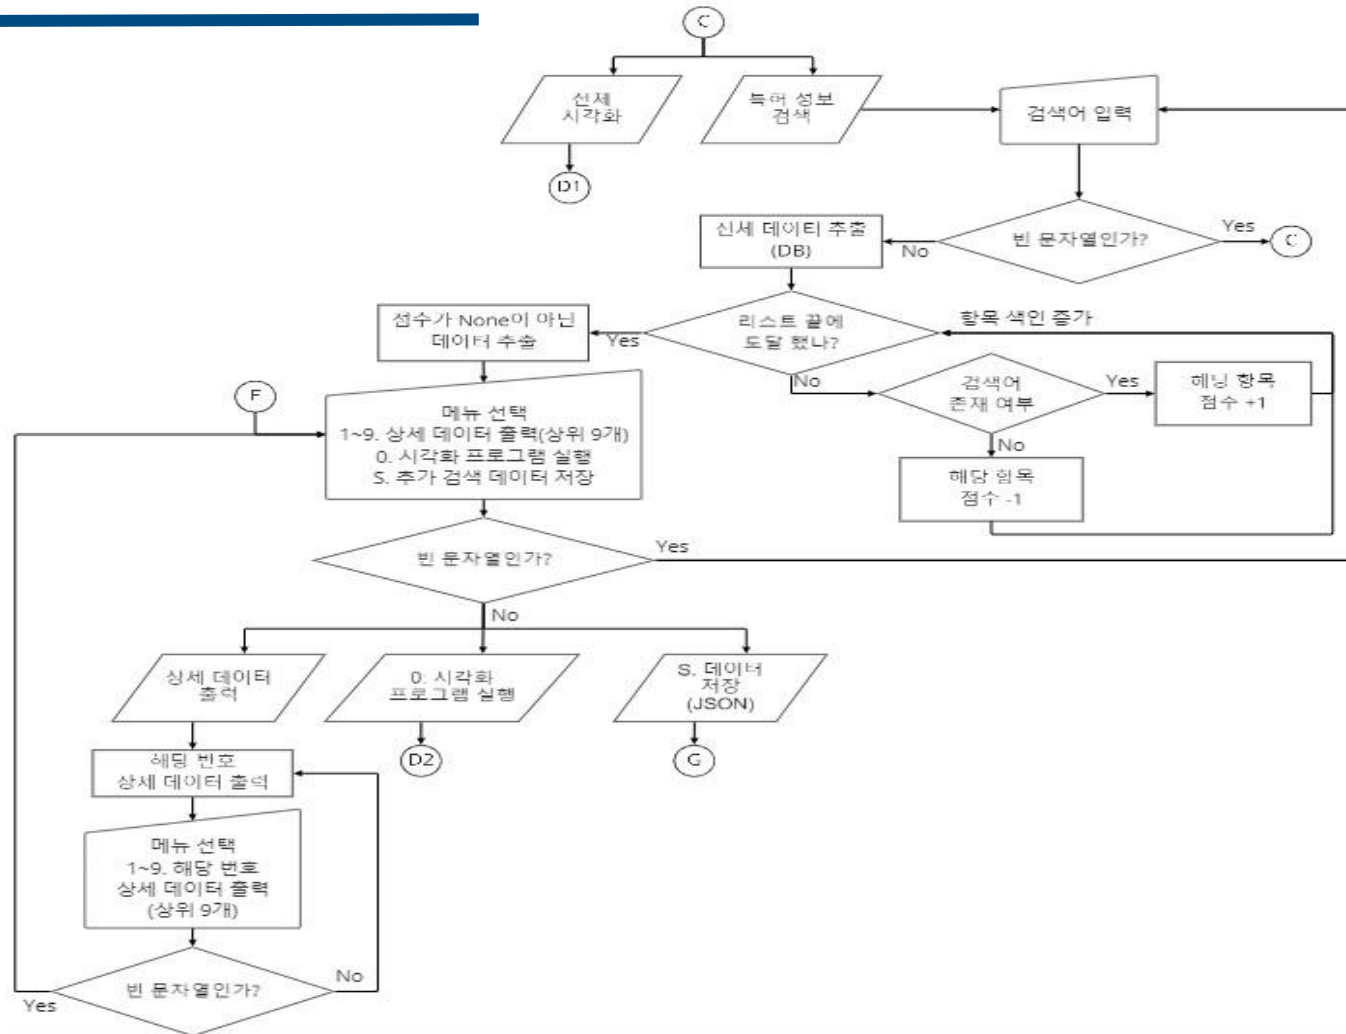 C
시각화
특허 정보
검색
검색어 입력
D1
데이터 추출
(DB)
No
빈 문자열인가?
Yes
C
점수가 None이 아닌
데이터 추출
Yes
리스트 끝에
도달 했나?
항목 색인 증가
No
검색어
존재 여부
Yes
해당 항목
점수 +1
No
해당 항목
점수 -1
F
메뉴 선택
1~9. 상세 데이터 출력(상위 9개)
0. 시각화 프로그램 실행
S. 추가 검색 데이터 저장
빈 문자열인가?
Yes
No
상세 데이터
출력
0. 시각화
프로그램 실행
S. 데이터
저장
(JSON)
해당 번호
상세 데이터 출력
D2
G
메뉴 선택
1~9. 해당 번호
상세 데이터 출력
(상위 9개)
빈 문자열인가?
No
Yes